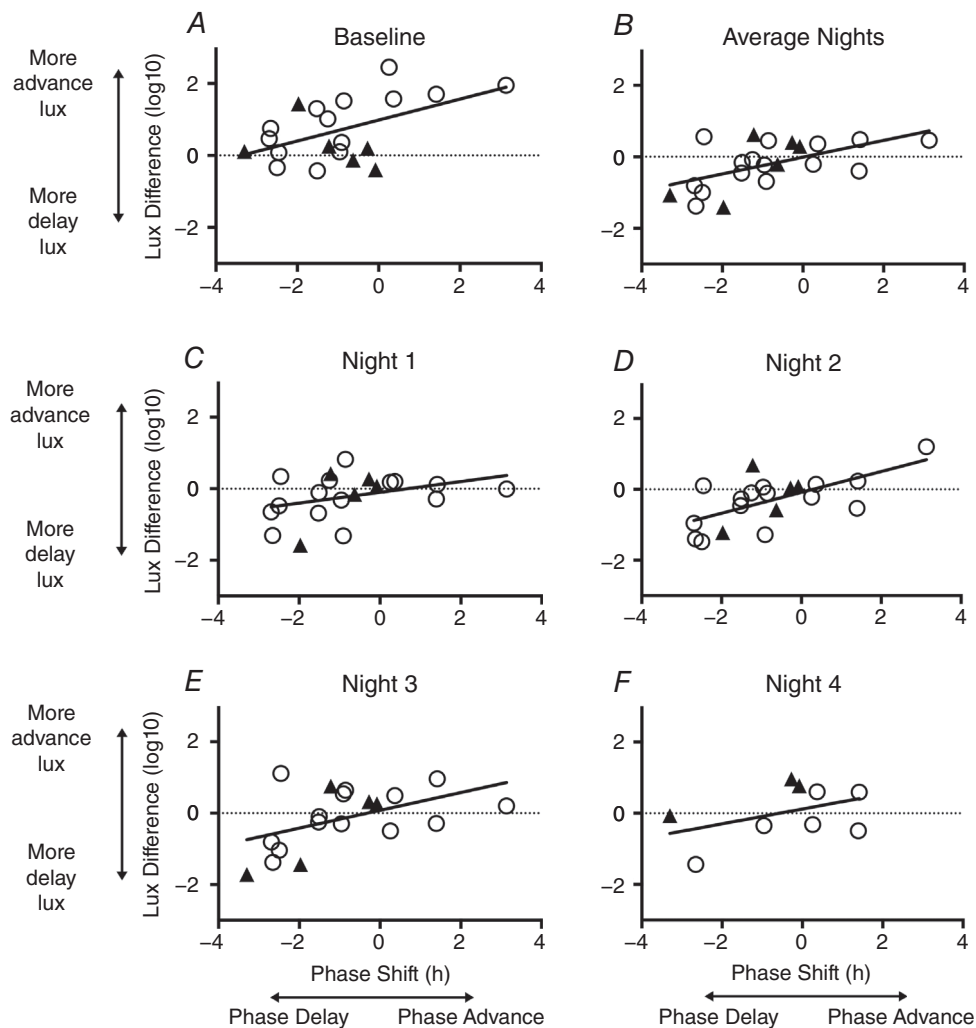 A
Baseline
B
Average Nights
More
advance
lux
More
delay
lux
Lux Difference (log10)
2
0
−2
−4
−2
0
2
4
2
0
−2
−4
−2
0
2
4
C
Night 1
D
Night 2
More
advance
lux
More
delay
lux
Lux Difference (log10)
2
0
−2
−4
−2
0
2
4
2
0
−2
−4
−2
0
2
4
E
Night 3
F
Night 4
More
advance
lux
More
delay
lux
Lux Difference (log10)
2
0
−2
−4
−2
0
2
4
2
0
−2
−4
−2
0
2
4
Phase Shift (h)
Phase Shift (h)
Phase Delay
Phase Advance
Phase Delay
Phase Advance